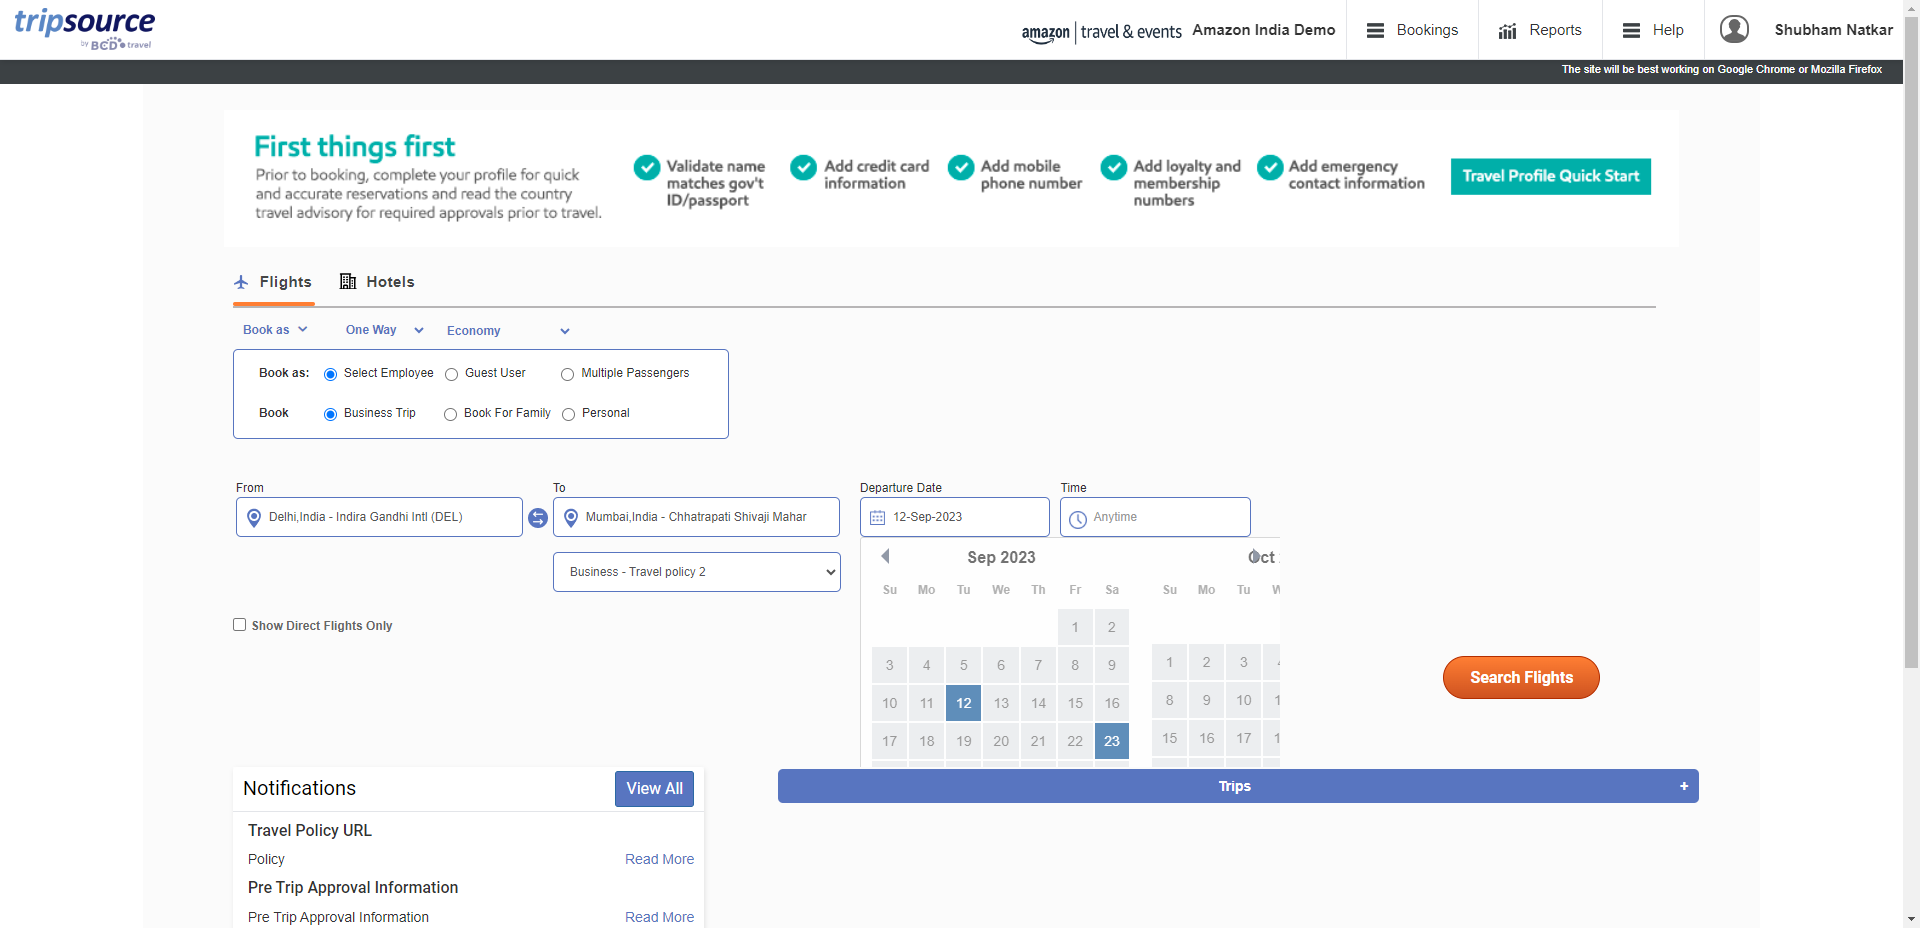 tripsource
by BCD travel
amazon travel & events Amazon India Demo
Bookings
Reports
Help
Shubham Natkar
The site will be best working on Google Chrome or Mozilla Firefox
First things first
Prior to booking, complete your profile for quick
and accurate reservations and read the country
travel advisory for required approvals prior to travel.
Validate name
matches gov't
ID/passport
Add credit card
information
Add mobile
phone number
Add loyalty and
membership
numbers
Add emergency
contact information
Travel Profile Quick Start
Flights
Hotels
Book as
One Way
Economy
Book as: Select Employee Guest User Multiple Passengers
Book Business Trip Book For Family Personal
From
Delhi,India - Indira Gandhi Intl (DEL)
To
Mumbai,India - Chhatrapati Shivaji Mahar
Departure Date
12-Sep-2023
Time
Anytime
Business - Travel policy 2
Show Direct Flights Only
Sep 2023
Su Mo Tu We Th Fr Sa
1 2
3 4 5 6 7 8 9
10 11 12 13 14 15 16
17 18 19 20 21 22 23
Oct
Su Mo Tu
1 2 3
8 9 10
15 16 17
Search Flights
Notifications
View All
Travel Policy URL
Policy Read More
Pre Trip Approval Information
Pre Trip Approval Information Read More
Trips +